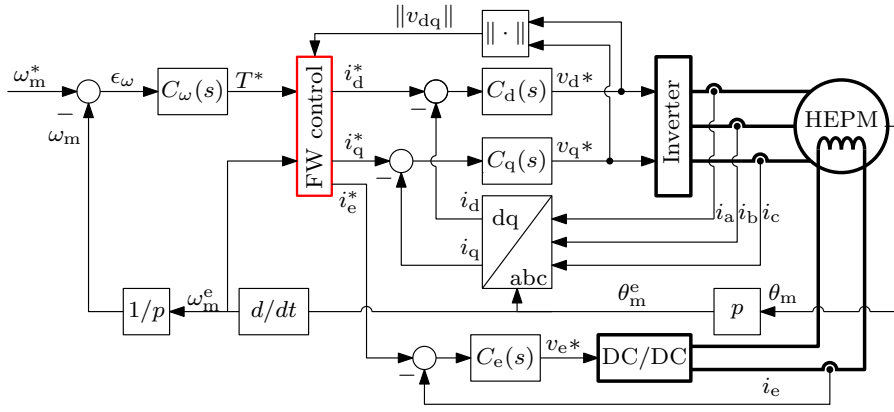 ‖v_dq‖
‖·‖
ω*_m
ϵ_ω
C_ω(s)
T*
FW control
i*_d
C_d(s)
v_d*
Inverter
HEPM
−
−
ω_m
i*_q
C_q(s)
v_q*
−
i*_e
i_d
dq
i_a
i_b
i_c
i_q
abc
1/p
ω^e_m
d/dt
θ^e_m
p
θ_m
C_e(s)
v_e*
DC/DC
−
i_e